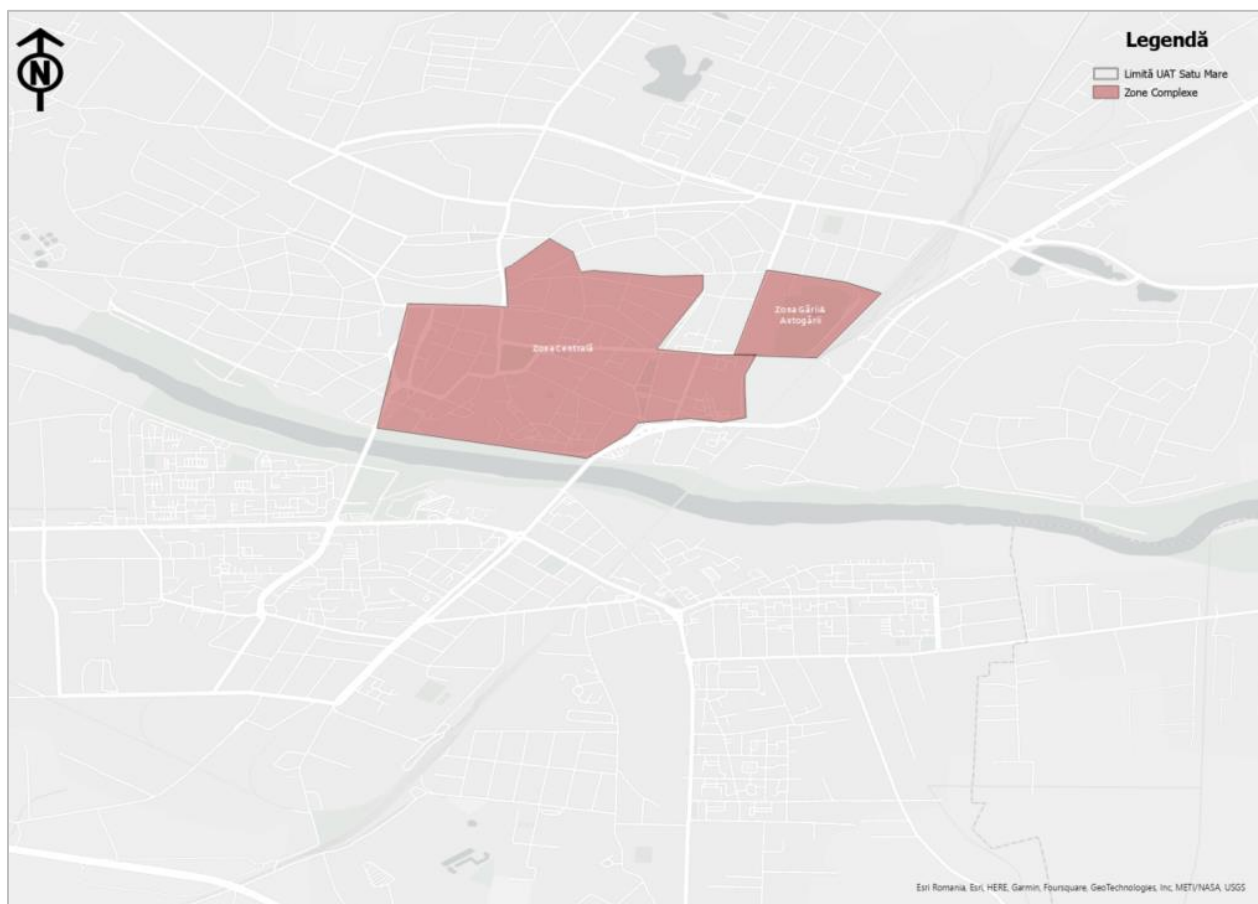 N
Legendă
Limită UAT Satu Mare
Zone Complexe
Zona Gării &
Autogării
Zona Centrală
Esri Romania, Esri, HERE, Garmin, Foursquare, GeoTechnologies, Inc, METI/NASA, USGS